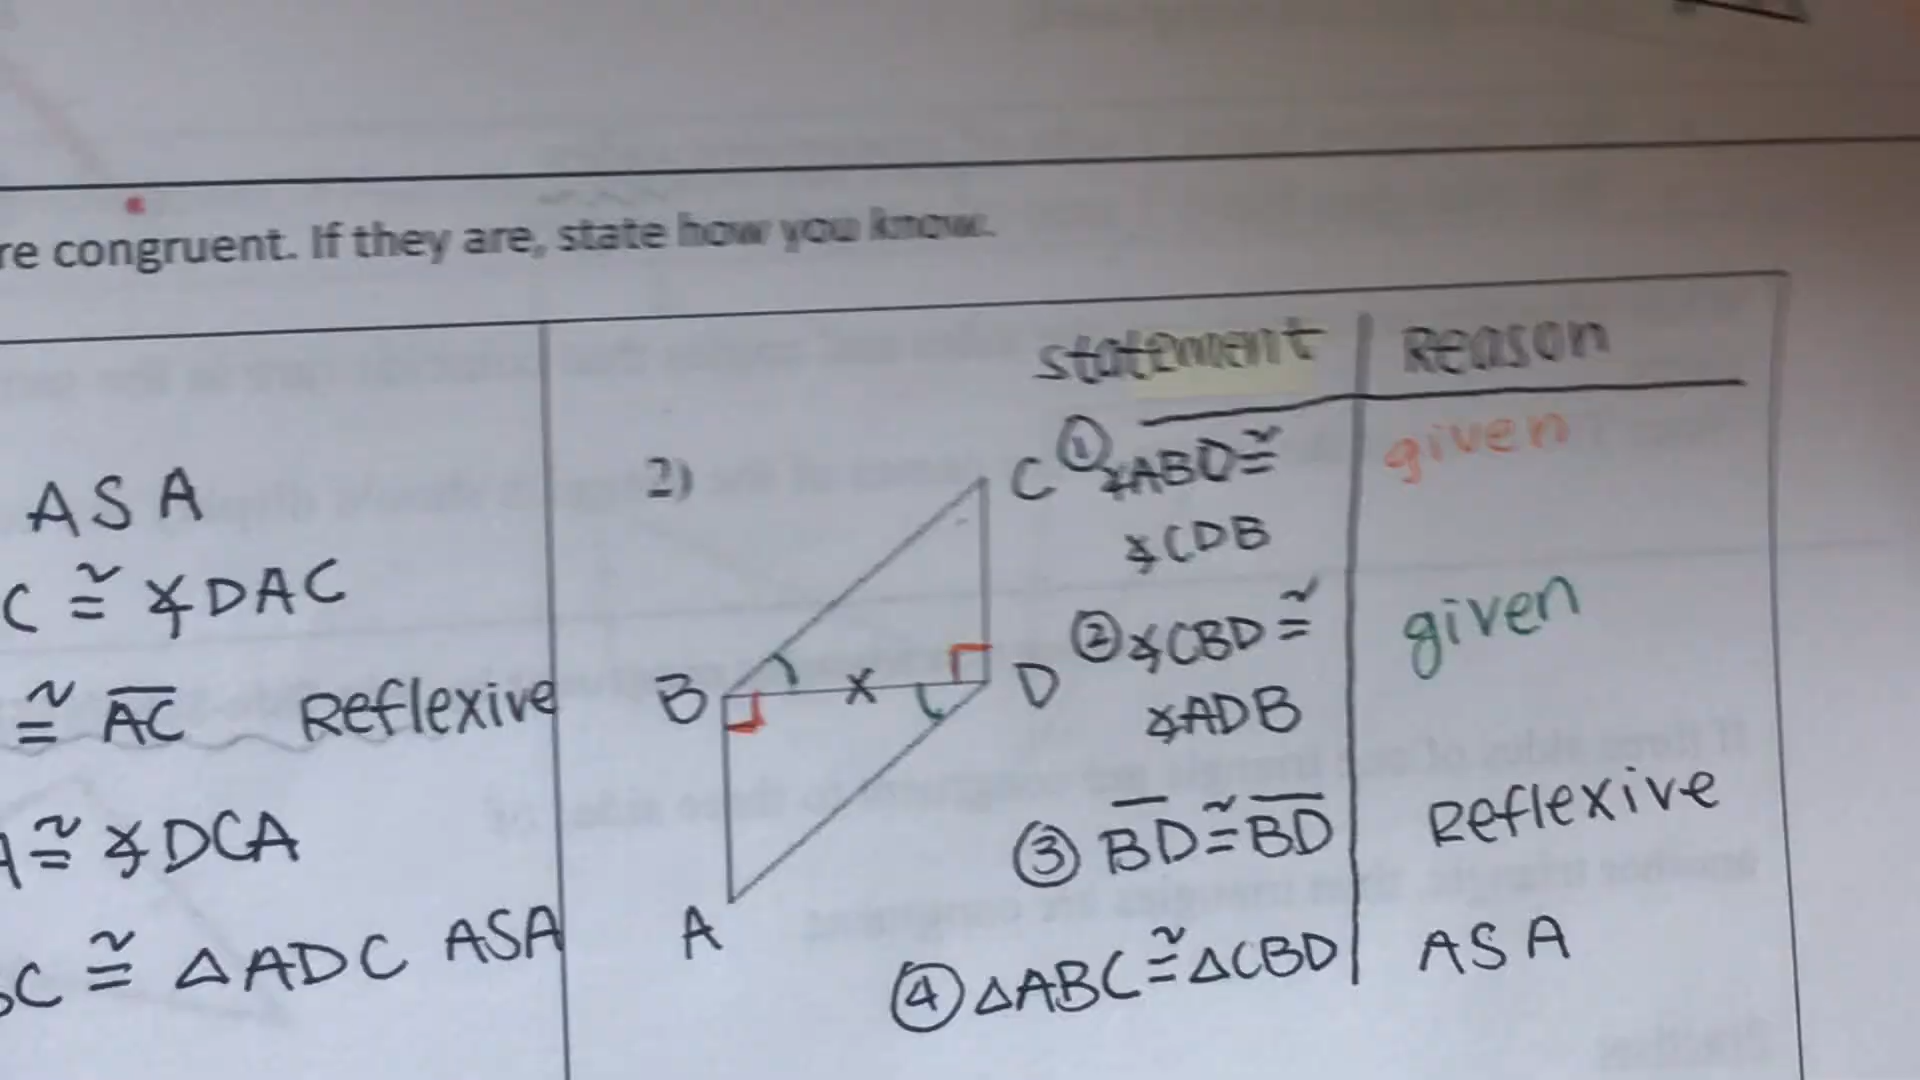 re congruent. If they are, state how you know.
ASA
C ≅ ∡DAC
≅ AC Reflexive
A ≅ ∡DCA
C ≅ △ADC ASA
2)
C
B
x
D
A
Statement Reason
① ∡ABD≅ given
∡CDB
② ∡CBD≅ given
∡ADB
③ BD≅BD Reflexive
④ △ABC≅△CBD ASA